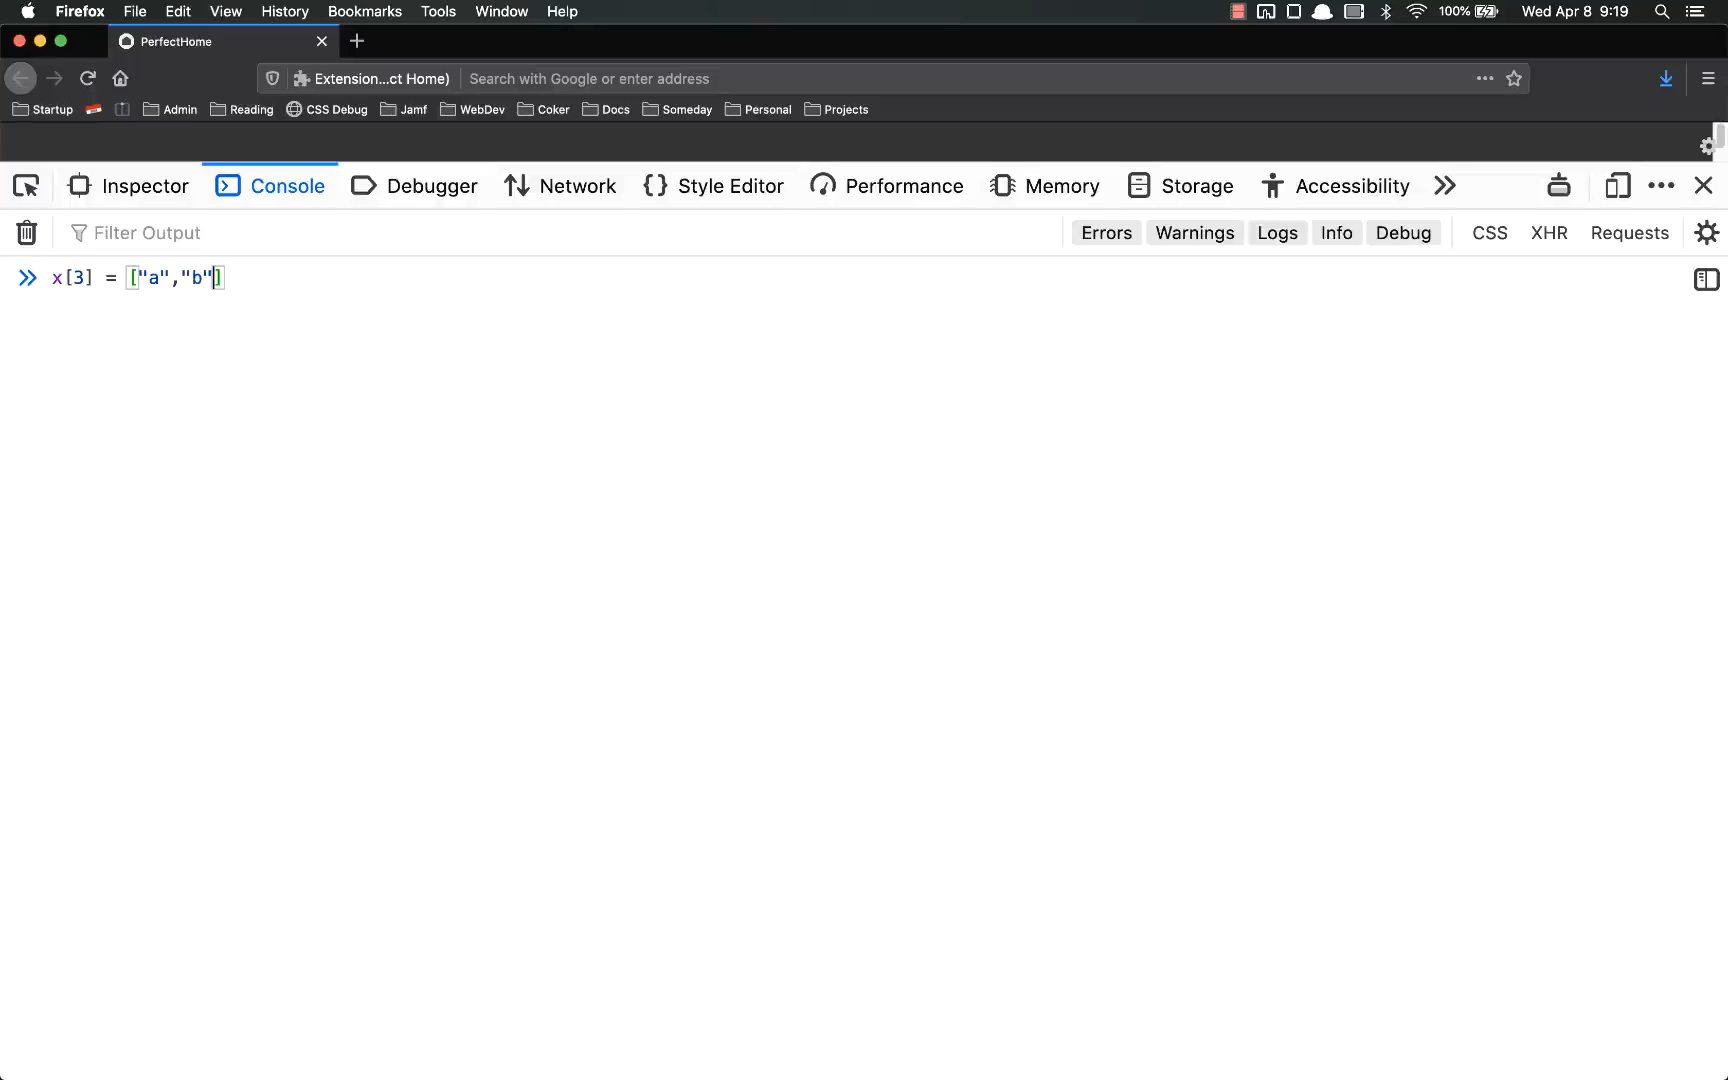 Firefox File Edit View History Bookmarks Tools Window Help 100% Wed Apr 8 9:19
PerfectHome
Extension...ct Home) Search with Google or enter address
Startup Admin Reading CSS Debug Jamf WebDev Coker Docs Someday Personal Projects
Inspector Console Debugger Network Style Editor Performance Memory Storage Accessibility
Filter Output Errors Warnings Logs Info Debug CSS XHR Requests
x[3] = ["a","b"]